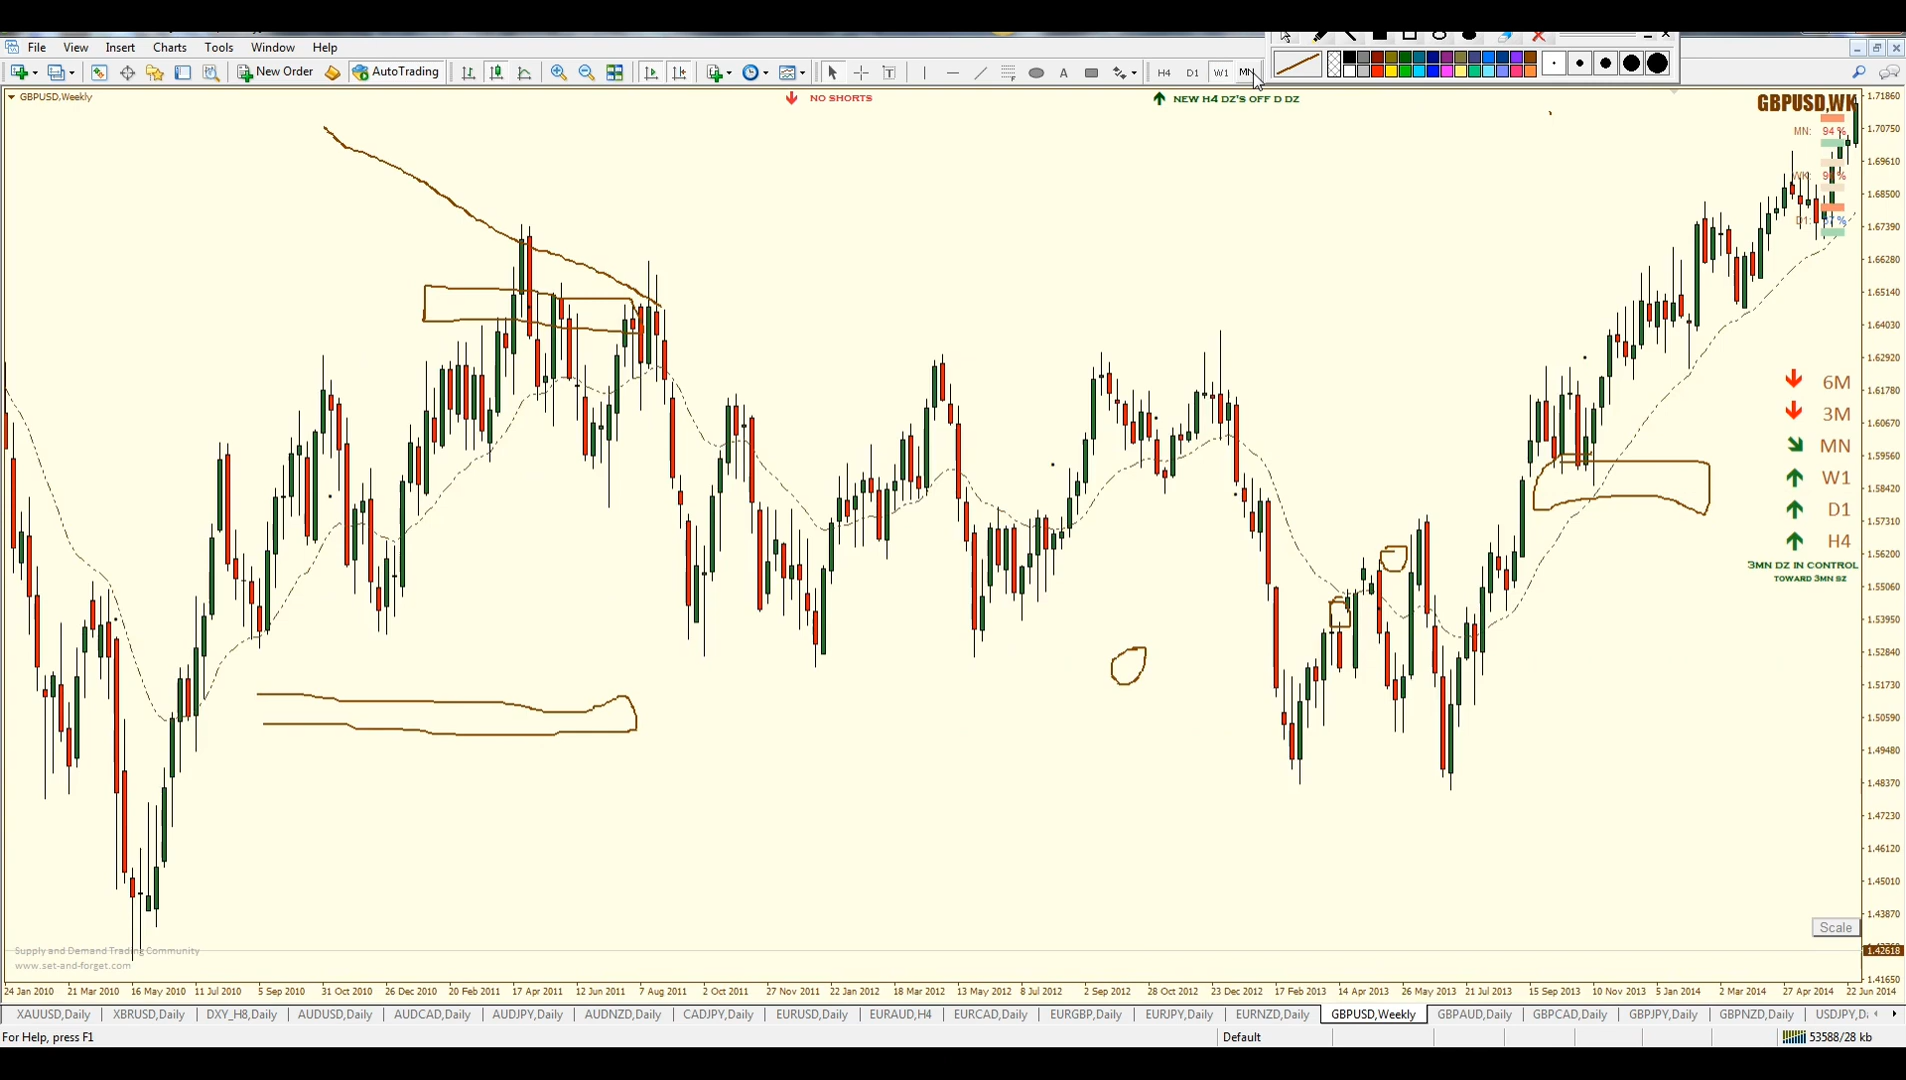 File View Insert Charts Tools Window Help
New Order AutoTrading H4 D1 W1 MN
GBPUSD,Weekly NO SHORTS NEW H4 DZ'S OFF D DZ GBPUSD,WK
1.71860
1.70750
MN: 94 %
1.69610
WK: %
1.68500
D1: %
1.67390
1.66280
1.65140
1.64030
1.62920
6M
1.61780
3M
1.60670
MN
1.59560
W1
1.58420
D1
1.57310
H4
1.56200
3MN DZ IN CONTROL
TOWARD 3MN SZ
1.55060
1.53950
1.52840
1.51730
1.50590
1.49480
1.48370
1.47230
1.46120
1.45010
1.43870
Scale
Supply and Demand Trading Community
1.42618
www.set-and-forget.com
1.41650
24 Jan 2010 21 Mar 2010 16 May 2010 11 Jul 2010 5 Sep 2010 31 Oct 2010 26 Dec 2010 20 Feb 2011 17 Apr 2011 12 Jun 2011 7 Aug 2011 2 Oct 2011 27 Nov 2011 22 Jan 2012 18 Mar 2012 13 May 2012 8 Jul 2012 2 Sep 2012 28 Oct 2012 23 Dec 2012 17 Feb 2013 14 Apr 2013 26 May 2013 21 Jul 2013 15 Sep 2013 10 Nov 2013 5 Jan 2014 2 Mar 2014 27 Apr 2014 22 Jun 2014
XAUUSD,Daily XBRUSD,Daily DXY_H8,Daily AUDUSD,Daily AUDCAD,Daily AUDJPY,Daily AUDNZD,Daily CADJPY,Daily EURUSD,Daily EURAUD,H4 EURCAD,Daily EURGBP,Daily EURJPY,Daily EURNZD,Daily GBPUSD,Weekly GBPAUD,Daily GBPCAD,Daily GBPJPY,Daily GBPNZD,Daily USDJPY,Da
For Help, press F1 Default 53588/28 kb